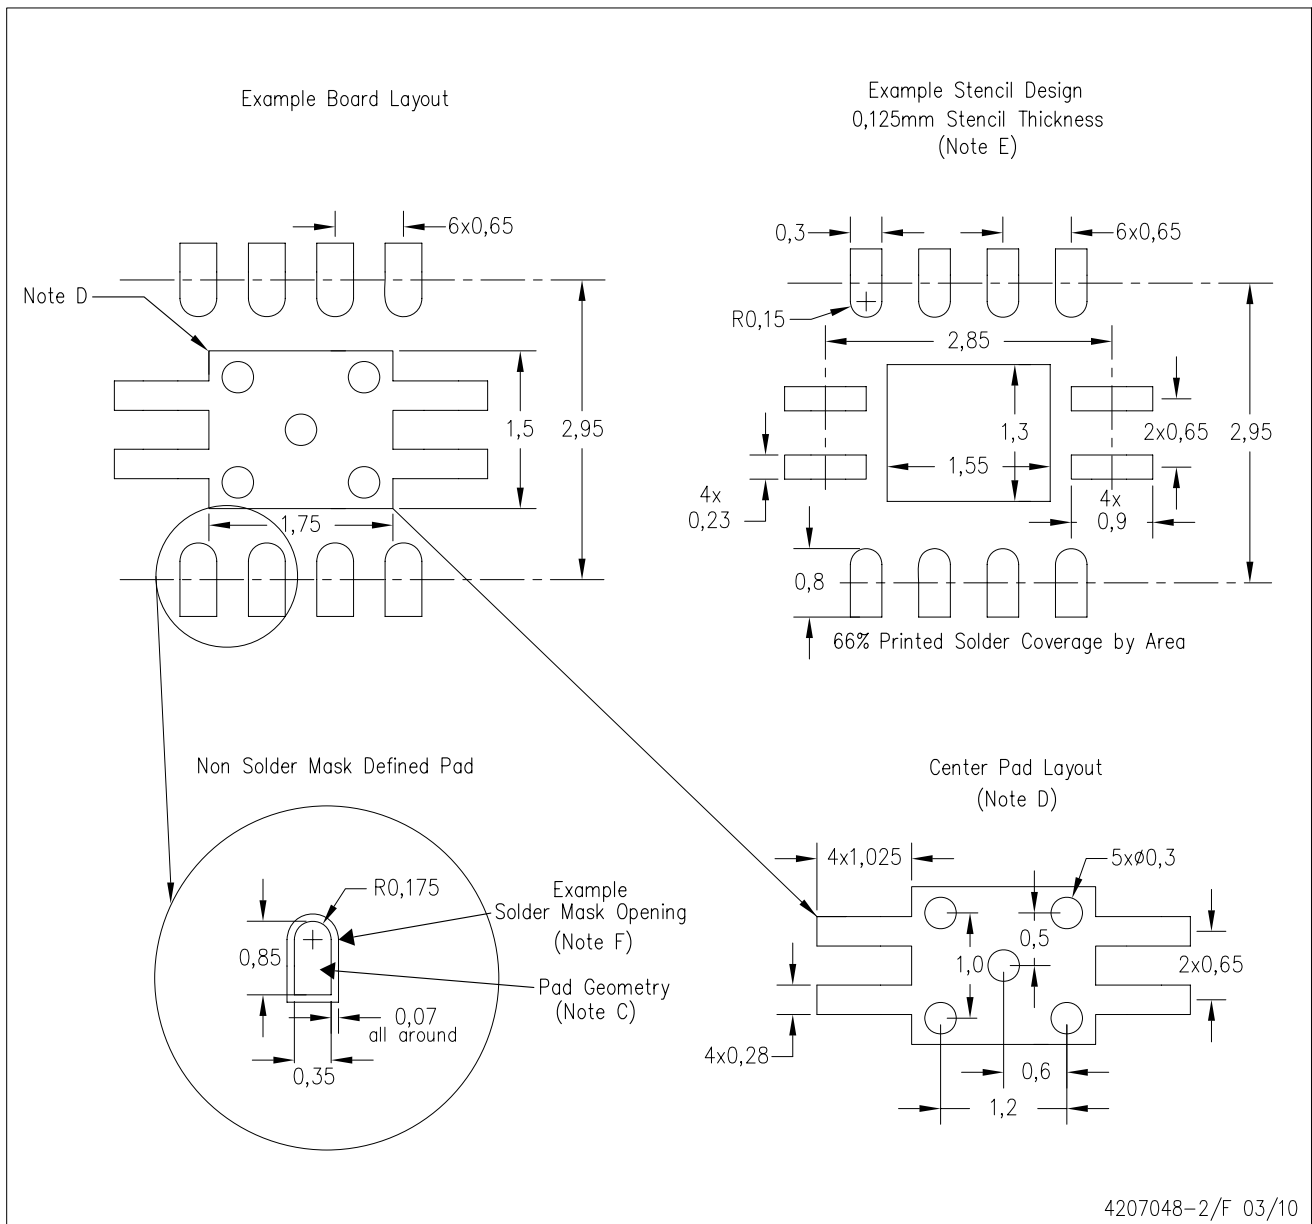 Example Board Layout
6x0,65
Note D
1,5
2,95
1,75
Example Stencil Design
0,125mm Stencil Thickness
(Note E)
0,3
6x0,65
R0,15
2,85
1,3
1,55
2x0,65
2,95
4x
0,23
4x
0,9
0,8
66% Printed Solder Coverage by Area
Non Solder Mask Defined Pad
R0,175
Example
Solder Mask Opening
(Note F)
0,85
Pad Geometry
(Note C)
0,07
all around
0,35
Center Pad Layout
(Note D)
4x1,025
5xø0,3
0,5
1,0
2x0,65
4x0,28
0,6
1,2
4207048-2/F 03/10